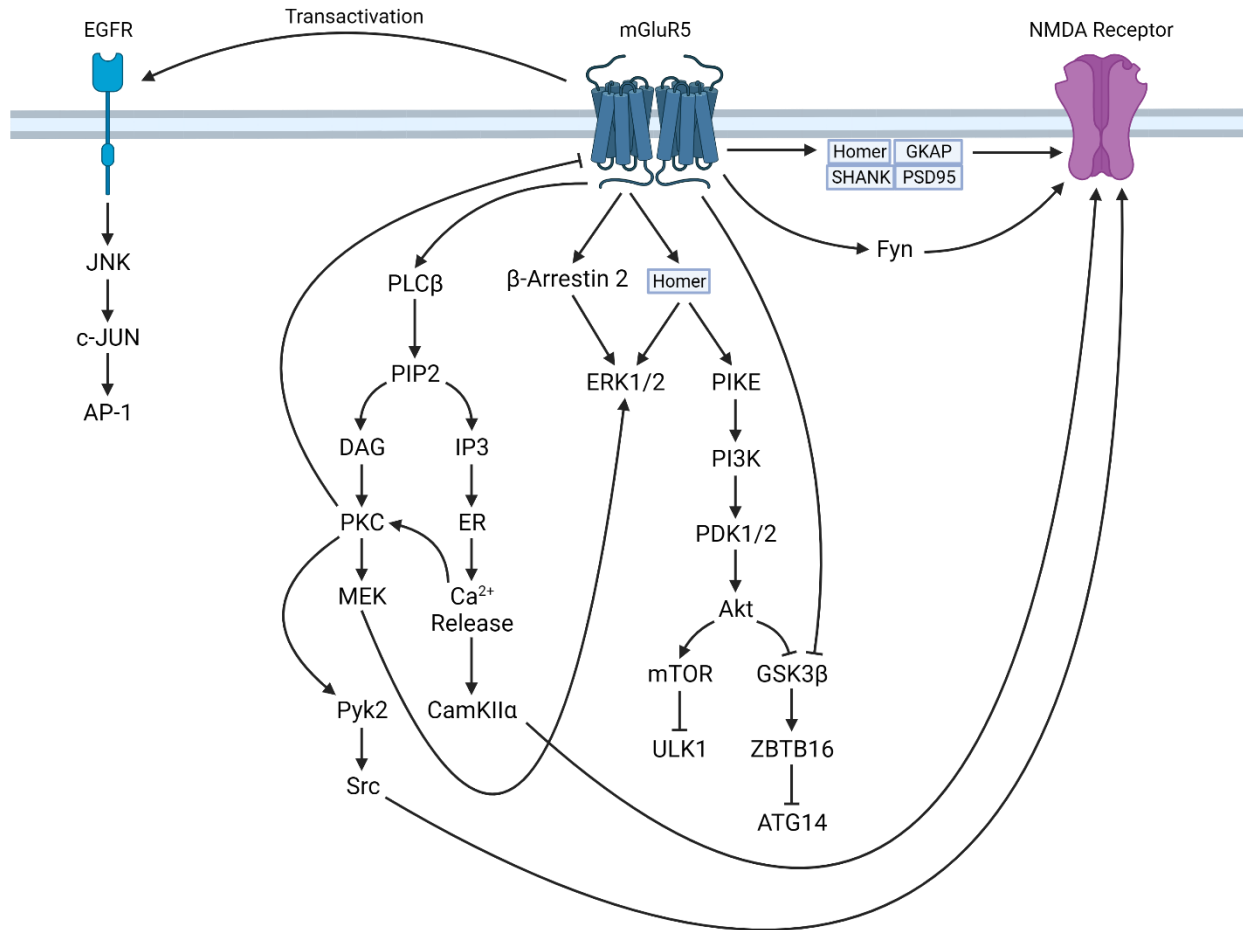 Transactivation
EGFR
mGluR5
NMDA Receptor
Homer
GKAP
SHANK
PSD95
Fyn
JNK
PLCβ
β-Arrestin 2
Homer
c-JUN
PIP2
ERK1/2
PIKE
AP-1
DAG
IP3
PI3K
PKC
ER
PDK1/2
MEK
Ca²⁺
Release
Akt
mTOR
GSK3β
Pyk2
CamKIIα
ULK1
ZBTB16
Src
ATG14